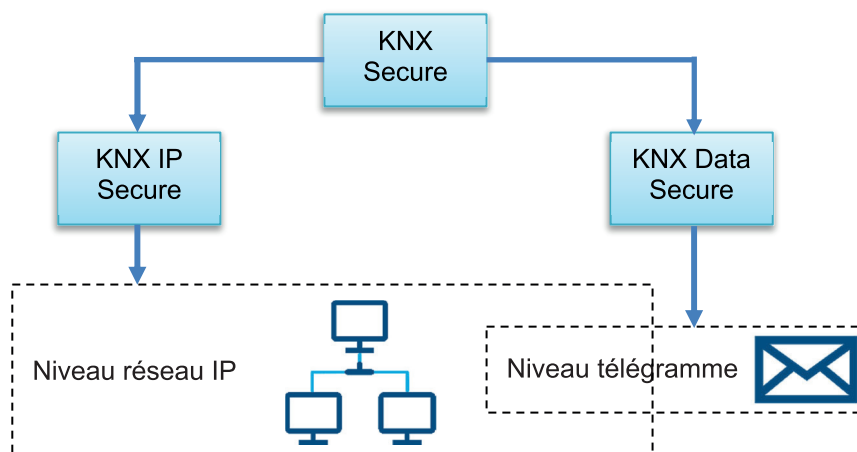 KNX
Secure
KNX IP
Secure
KNX Data
Secure
Niveau réseau IP
Niveau télégramme